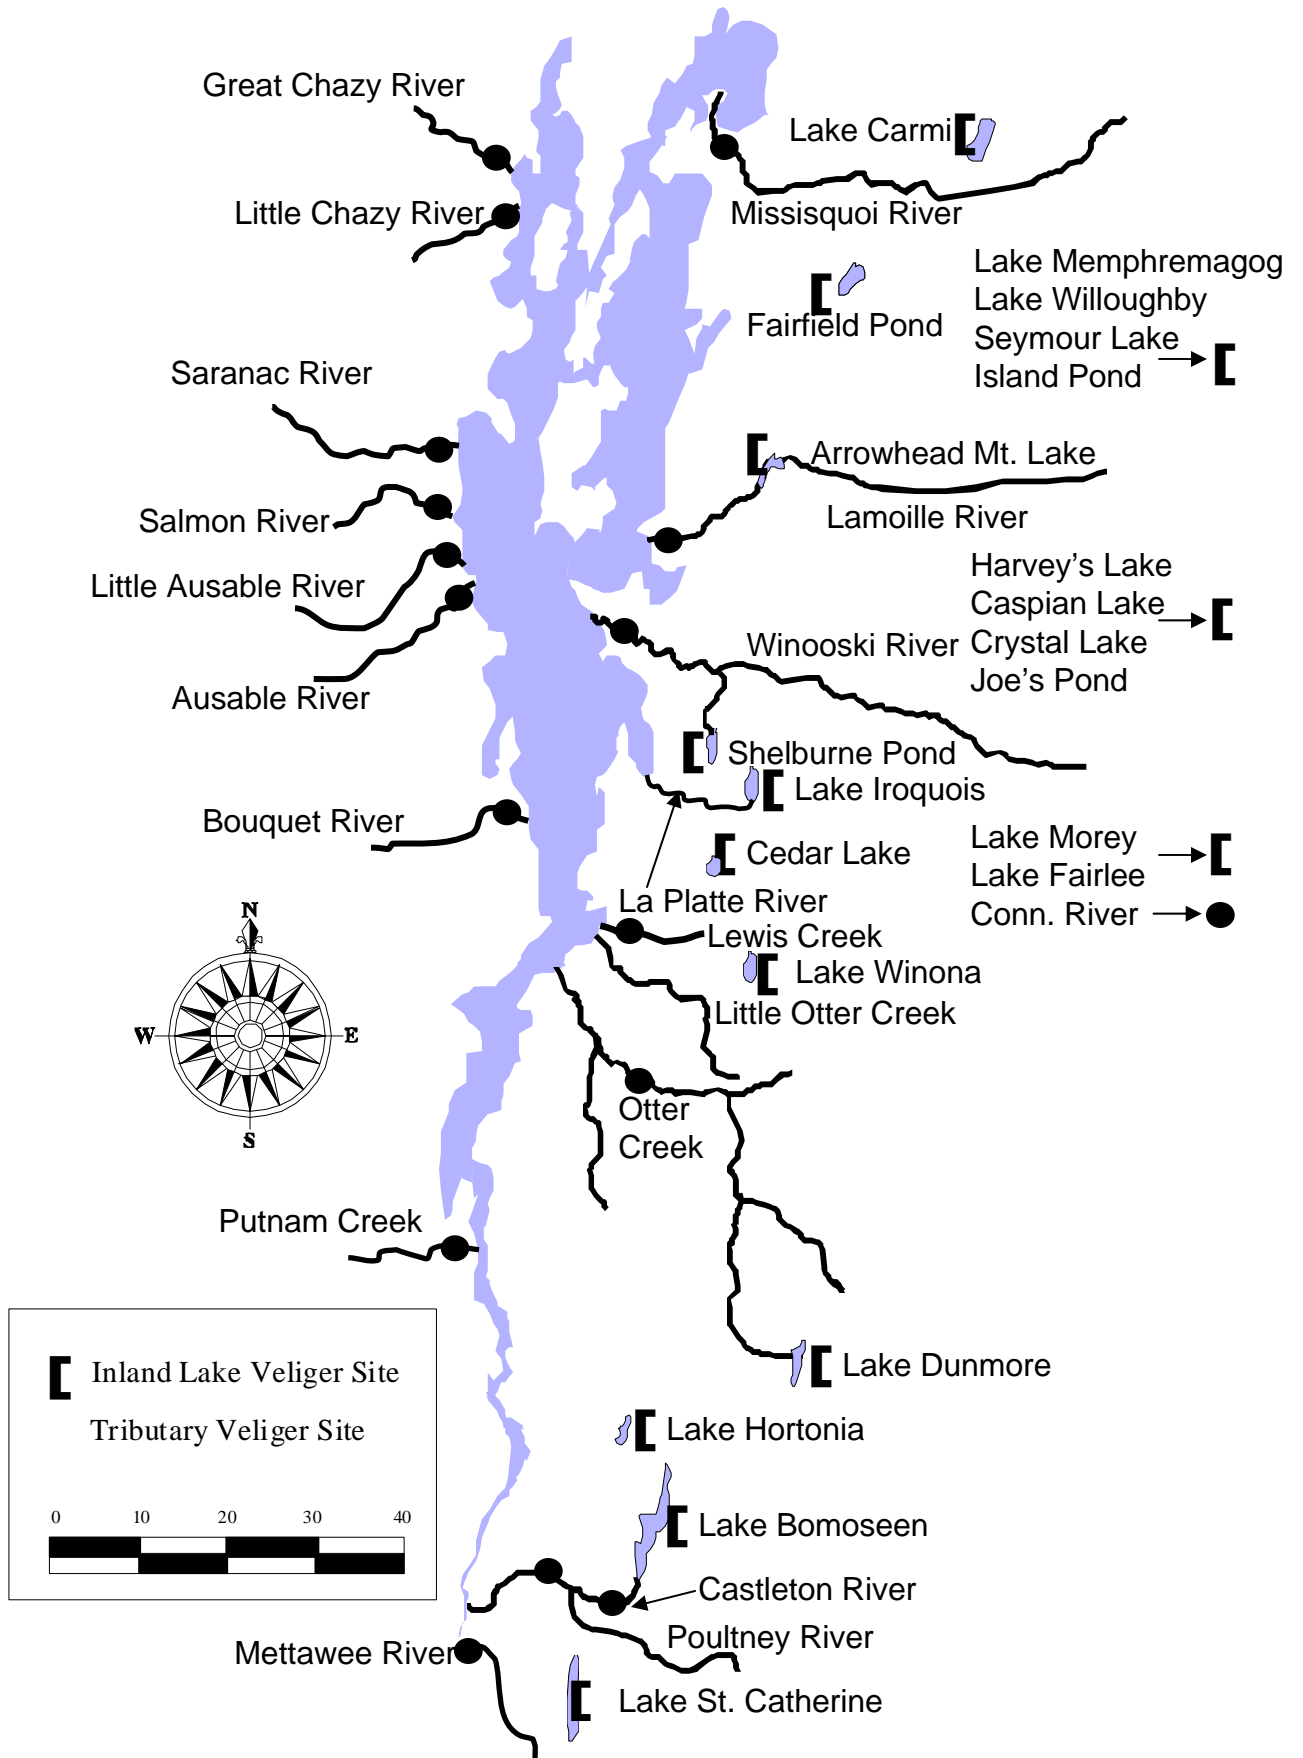 Great Chazy River
Lake Carmi
Little Chazy River
Missisquoi River
Lake Memphremagog
Lake Willoughby
Seymour Lake
Island Pond
Fairfield Pond
Saranac River
Arrowhead Mt. Lake
Salmon River
Lamoille River
Little Ausable River
Harvey's Lake
Caspian Lake
Crystal Lake
Joe's Pond
Winooski River
Ausable River
Shelburne Pond
Lake Iroquois
Bouquet River
Cedar Lake
Lake Morey
Lake Fairlee
Conn. River
La Platte River
Lewis Creek
Lake Winona
Little Otter Creek
N
W
E
S
Otter
Creek
Putnam Creek
Lake Dunmore
Inland Lake Veliger Site
Tributary Veliger Site
0 10 20 30 40
Lake Hortonia
Lake Bomoseen
Castleton River
Poultney River
Mettawee River
Lake St. Catherine